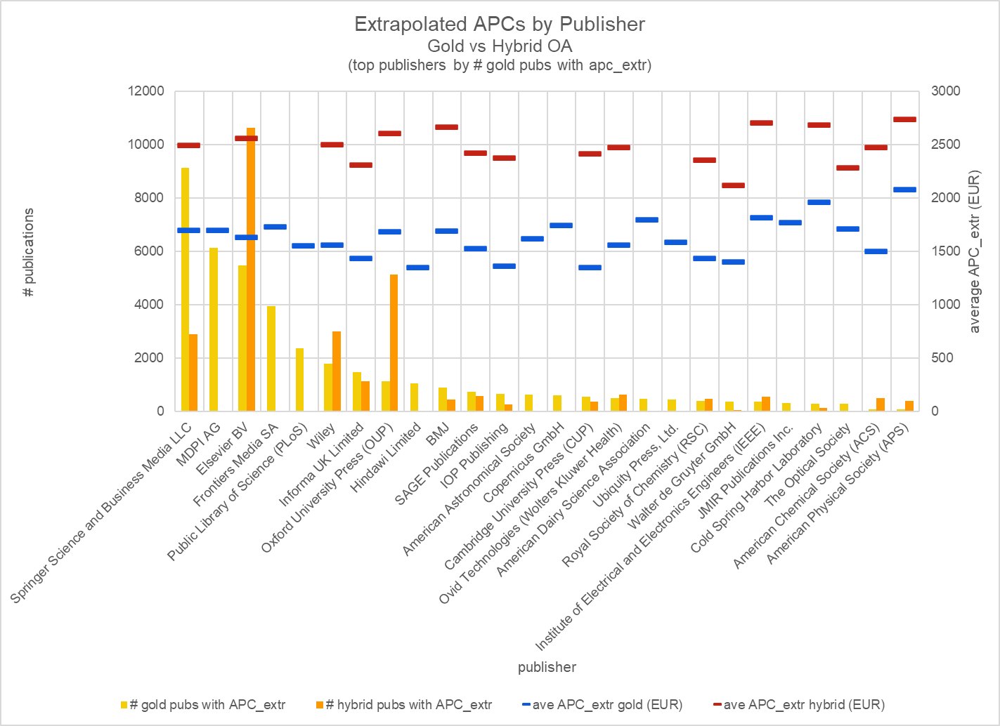 Extrapolated APCs by Publisher
Gold vs Hybrid OA
(top publishers by # gold pubs with apc_extr)
# publications
12000
10000
8000
6000
4000
2000
0
3000
2500
2000
1500
1000
500
0
average APC_extr (EUR)
Springer Science and Business Media LLC
MDPI AG
Elsevier BV
Frontiers Media SA
Public Library of Science (PLoS)
Wiley
Informa UK Limited
Oxford University Press (OUP)
Hindawi Limited
BMJ
SAGE Publications
IOP Publishing
American Astronomical Society
Copernicus GmbH
Cambridge University Press (CUP)
Ovid Technologies (Wolters Kluwer Health)
American Dairy Science Association
Ubiquity Press, Ltd.
Royal Society of Chemistry (RSC)
Walter de Gruyter GmbH
Institute of Electrical and Electronics Engineers (IEEE)
JMIR Publications Inc.
Cold Spring Harbor Laboratory
The Optical Society
American Chemical Society (ACS)
American Physical Society (APS)
publisher
# gold pubs with APC_extr
# hybrid pubs with APC_extr
ave APC_extr gold (EUR)
ave APC_extr hybrid (EUR)